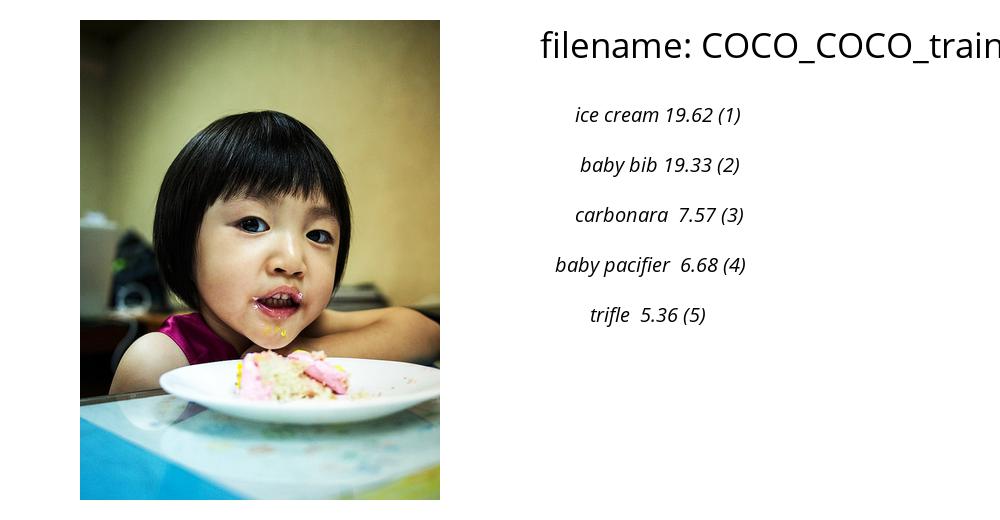 filename: COCO_COCO_train
ice cream 19.62 (1)
baby bib 19.33 (2)
carbonara 7.57 (3)
baby pacifier 6.68 (4)
trifle 5.36 (5)